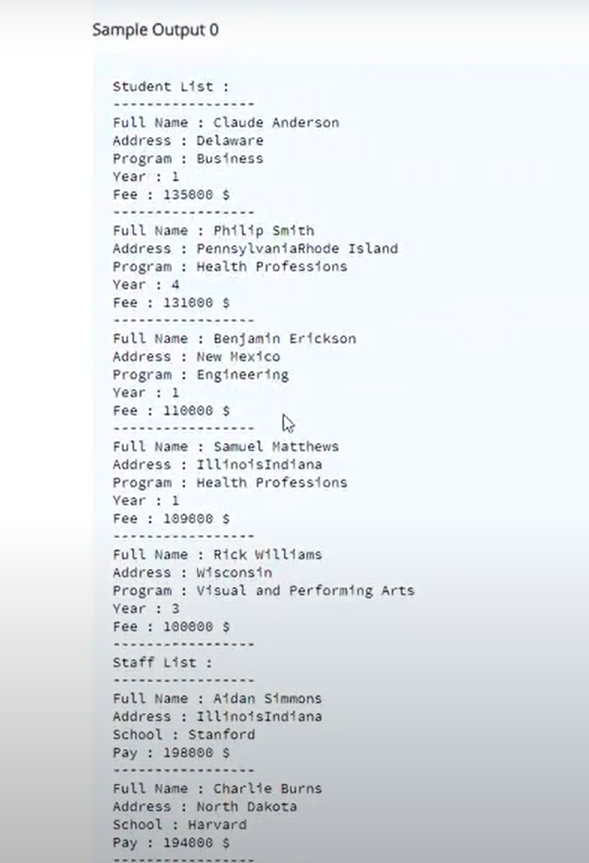 Sample Output 0
Student List :
-----------------
Full Name : Claude Anderson
Address : Delaware
Program : Business
Year : 1
Fee : 135000 $
-----------------
Full Name : Philip Smith
Address : PennsylvaniaRhode Island
Program : Health Professions
Year : 4
Fee : 131000 $
-----------------
Full Name : Benjamin Erickson
Address : New Mexico
Program : Engineering
Year : 1
Fee : 110000 $
-----------------
Full Name : Samuel Matthews
Address : IllinoisIndiana
Program : Health Professions
Year : 1
Fee : 109000 $
-----------------
Full Name : Rick Williams
Address : Wisconsin
Program : Visual and Performing Arts
Year : 3
Fee : 100000 $
-----------------
Staff List :
-----------------
Full Name : Aidan Simmons
Address : IllinoisIndiana
School : Stanford
Pay : 198000 $
-----------------
Full Name : Charlie Burns
Address : North Dakota
School : Harvard
Pay : 194000 $
-----------------